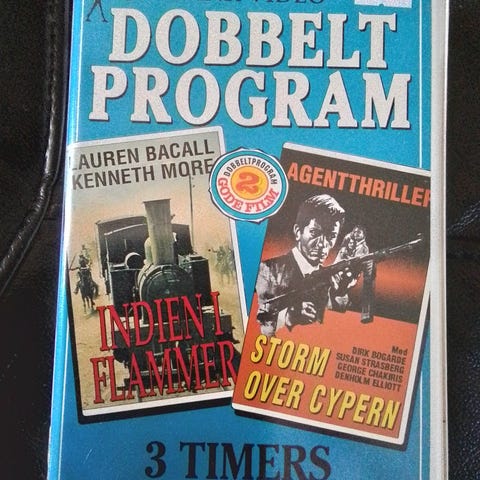 VIDEO
DOBBELT
PROGRAM
LAUREN BACALL
KENNETH MORE
INDIEN I
FLAMMER
DOBBELTPROGRAM
2
GODE FILM
AGENTTHRILLER
STORM
OVER CYPERN
Med
DIRK BOGARDE
SUSAN STRASBERG
GEORGE CHAKIRIS
DENHOLM ELLIOTT
3 TIMERS